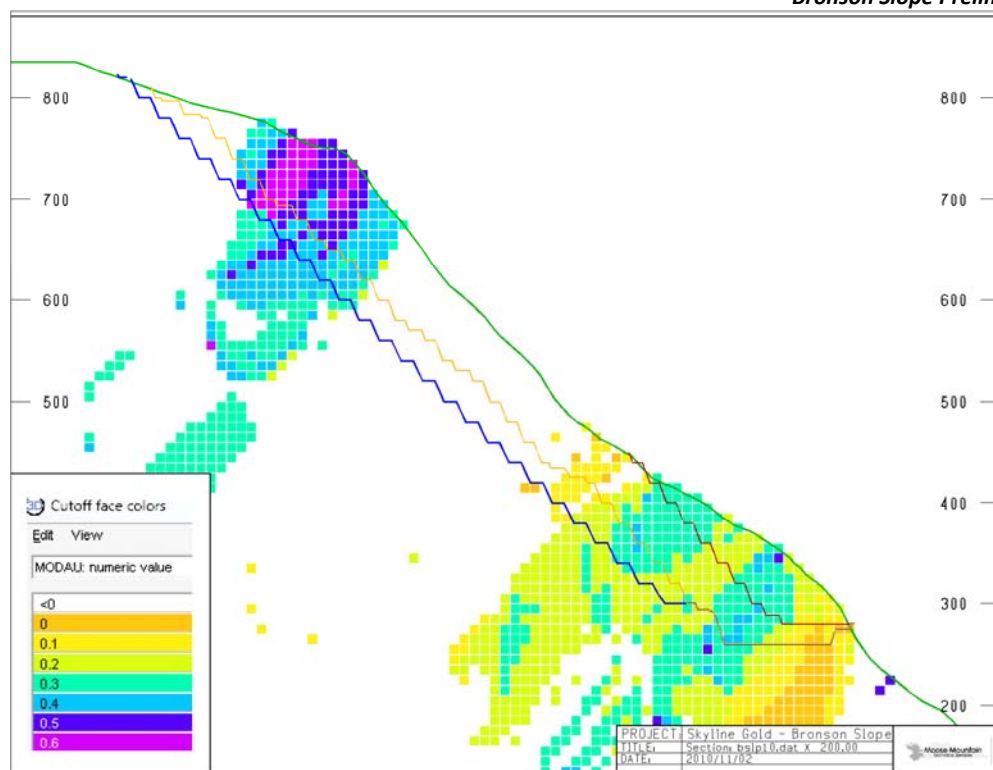 Bronson Slope Prelim
800 800
700 700
600 600
500 500
400 400
300 300
200
3D Cutoff face colors
Edit View
MODAU: numeric value
<0
0
0.1
0.2
0.3
0.4
0.5
0.6
PROJECT: Skyline Gold - Bronson Slope
TITLE: Section: bslp10.dat X 200.00
DATE: 2010/11/02
Moose Mountain